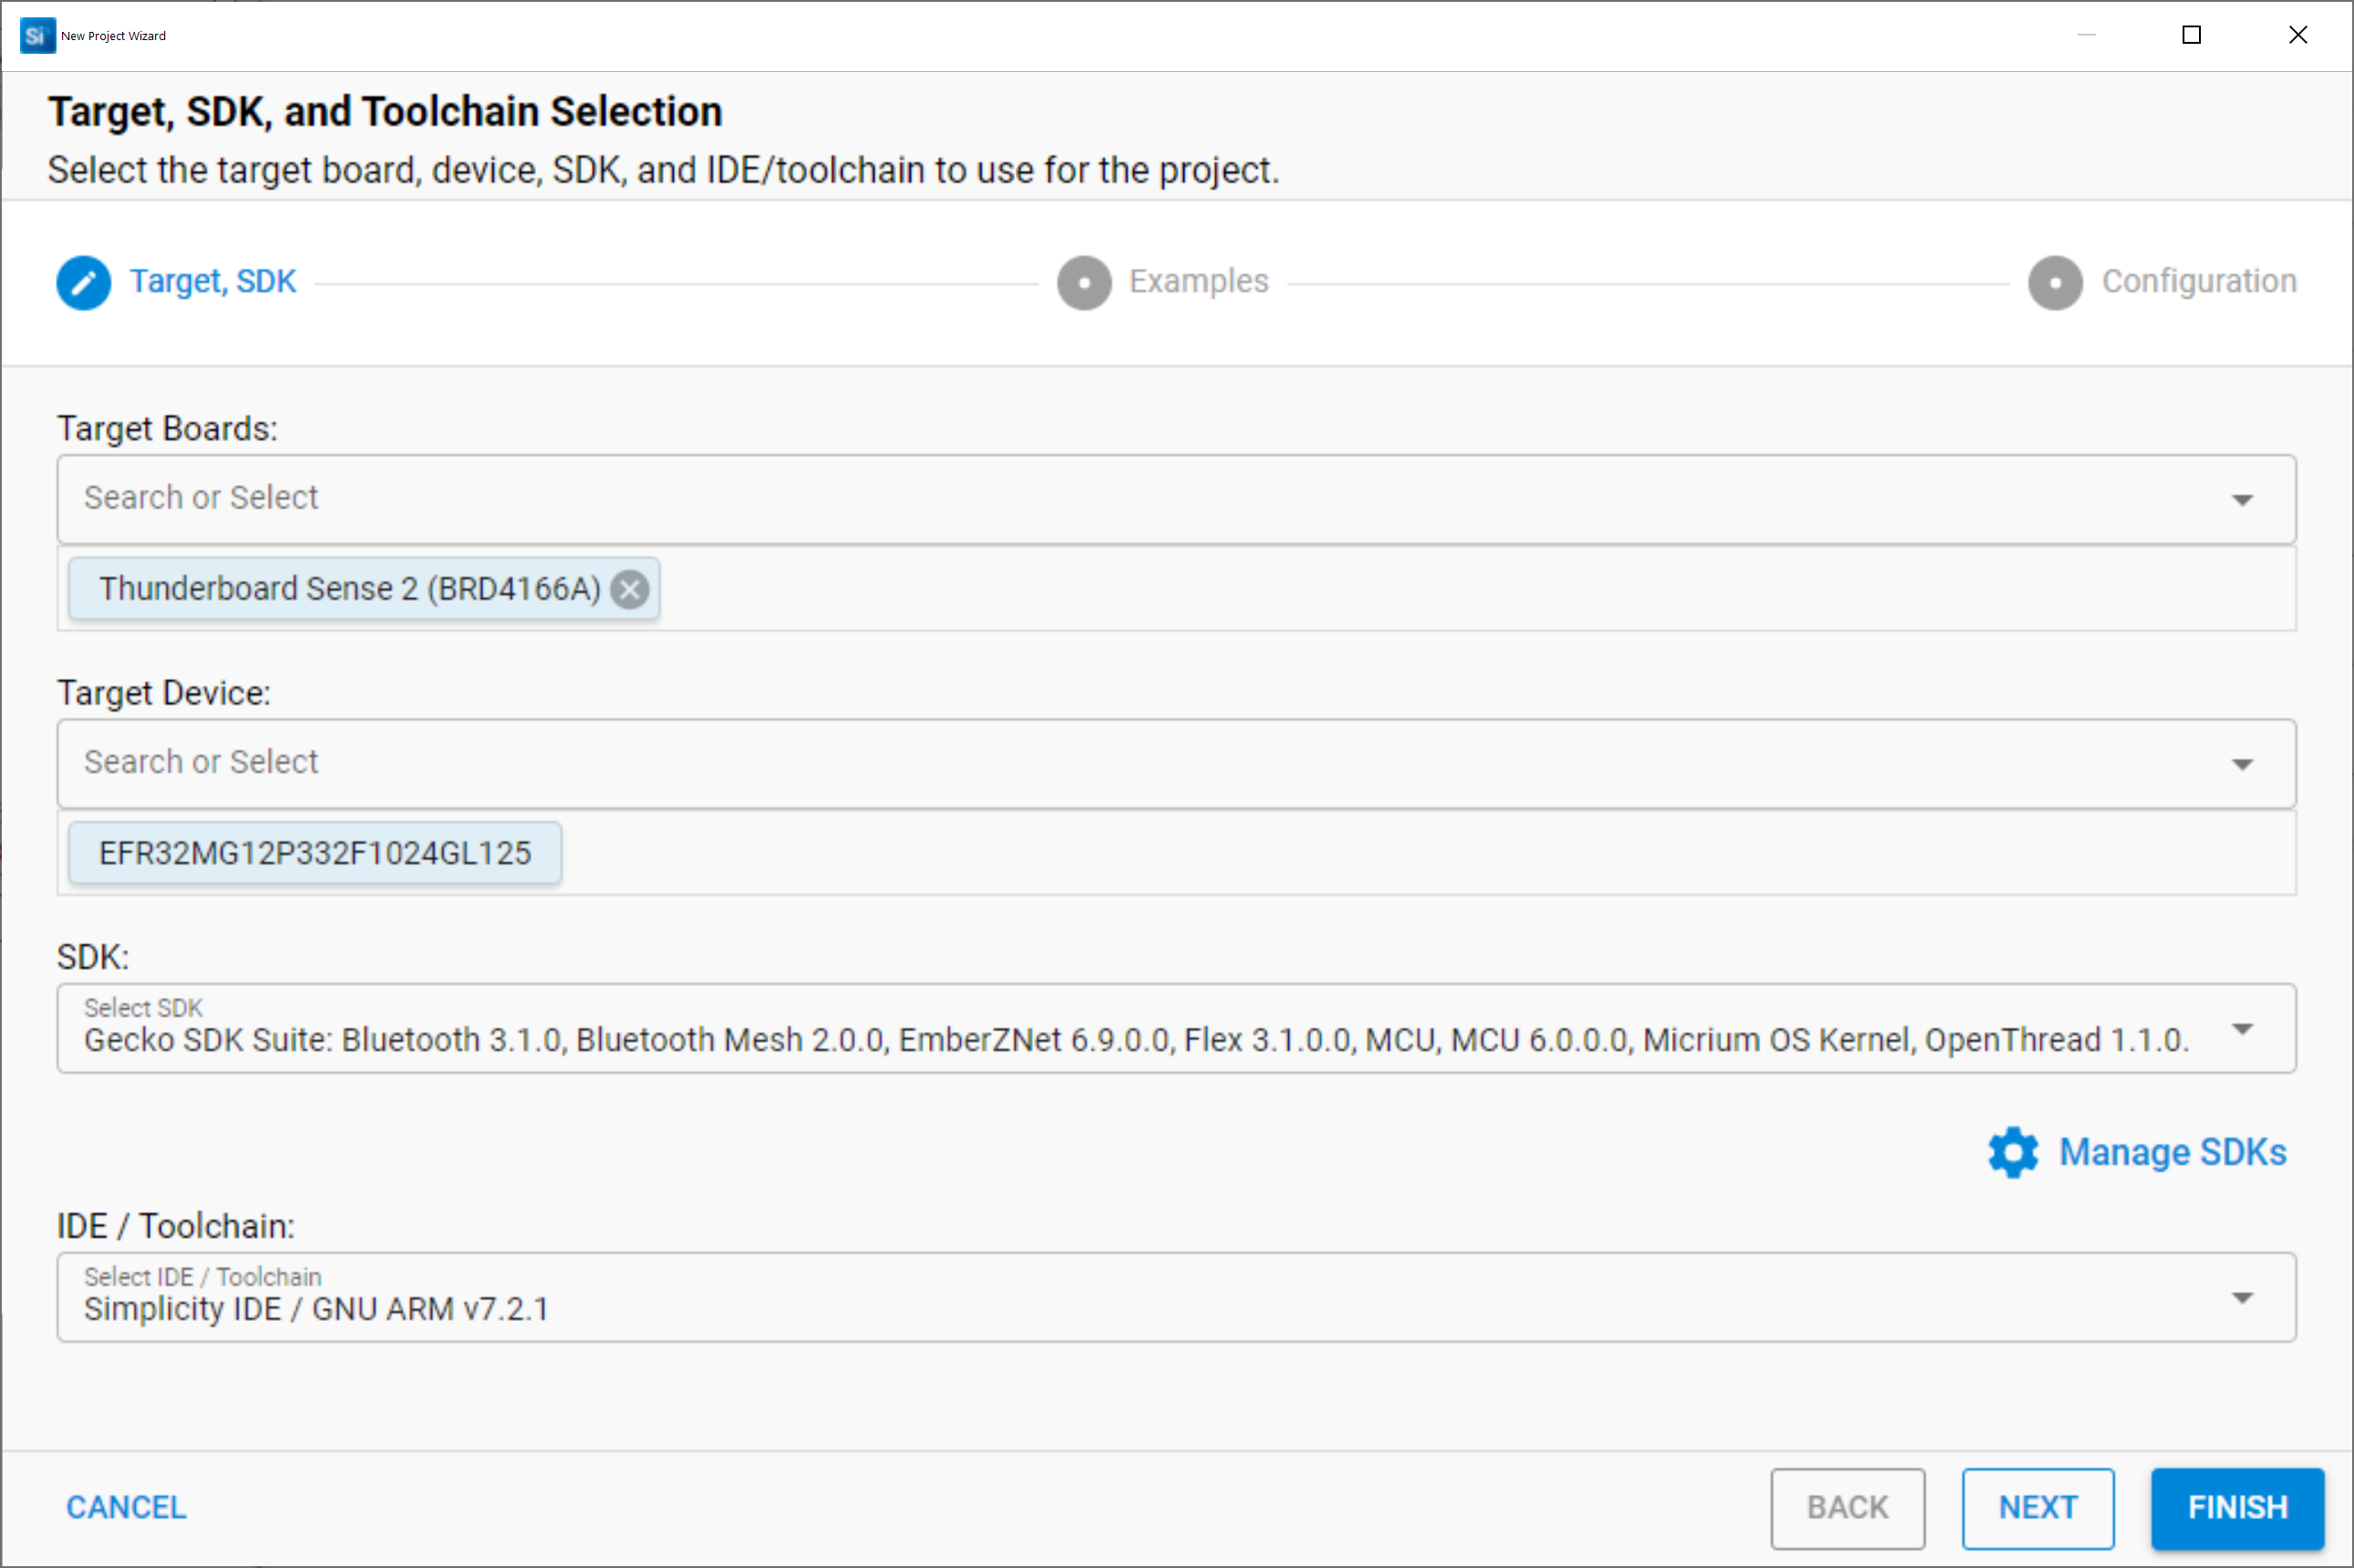 Si New Project Wizard
Target, SDK, and Toolchain Selection
Select the target board, device, SDK, and IDE/toolchain to use for the project.
Target, SDK
Examples
Configuration
Target Boards:
Search or Select
Thunderboard Sense 2 (BRD4166A)
Target Device:
Search or Select
EFR32MG12P332F1024GL125
SDK:
Select SDK
Gecko SDK Suite: Bluetooth 3.1.0, Bluetooth Mesh 2.0.0, EmberZNet 6.9.0.0, Flex 3.1.0.0, MCU, MCU 6.0.0.0, Micrium OS Kernel, OpenThread 1.1.0.
Manage SDKs
IDE / Toolchain:
Select IDE / Toolchain
Simplicity IDE / GNU ARM v7.2.1
CANCEL
BACK
NEXT
FINISH